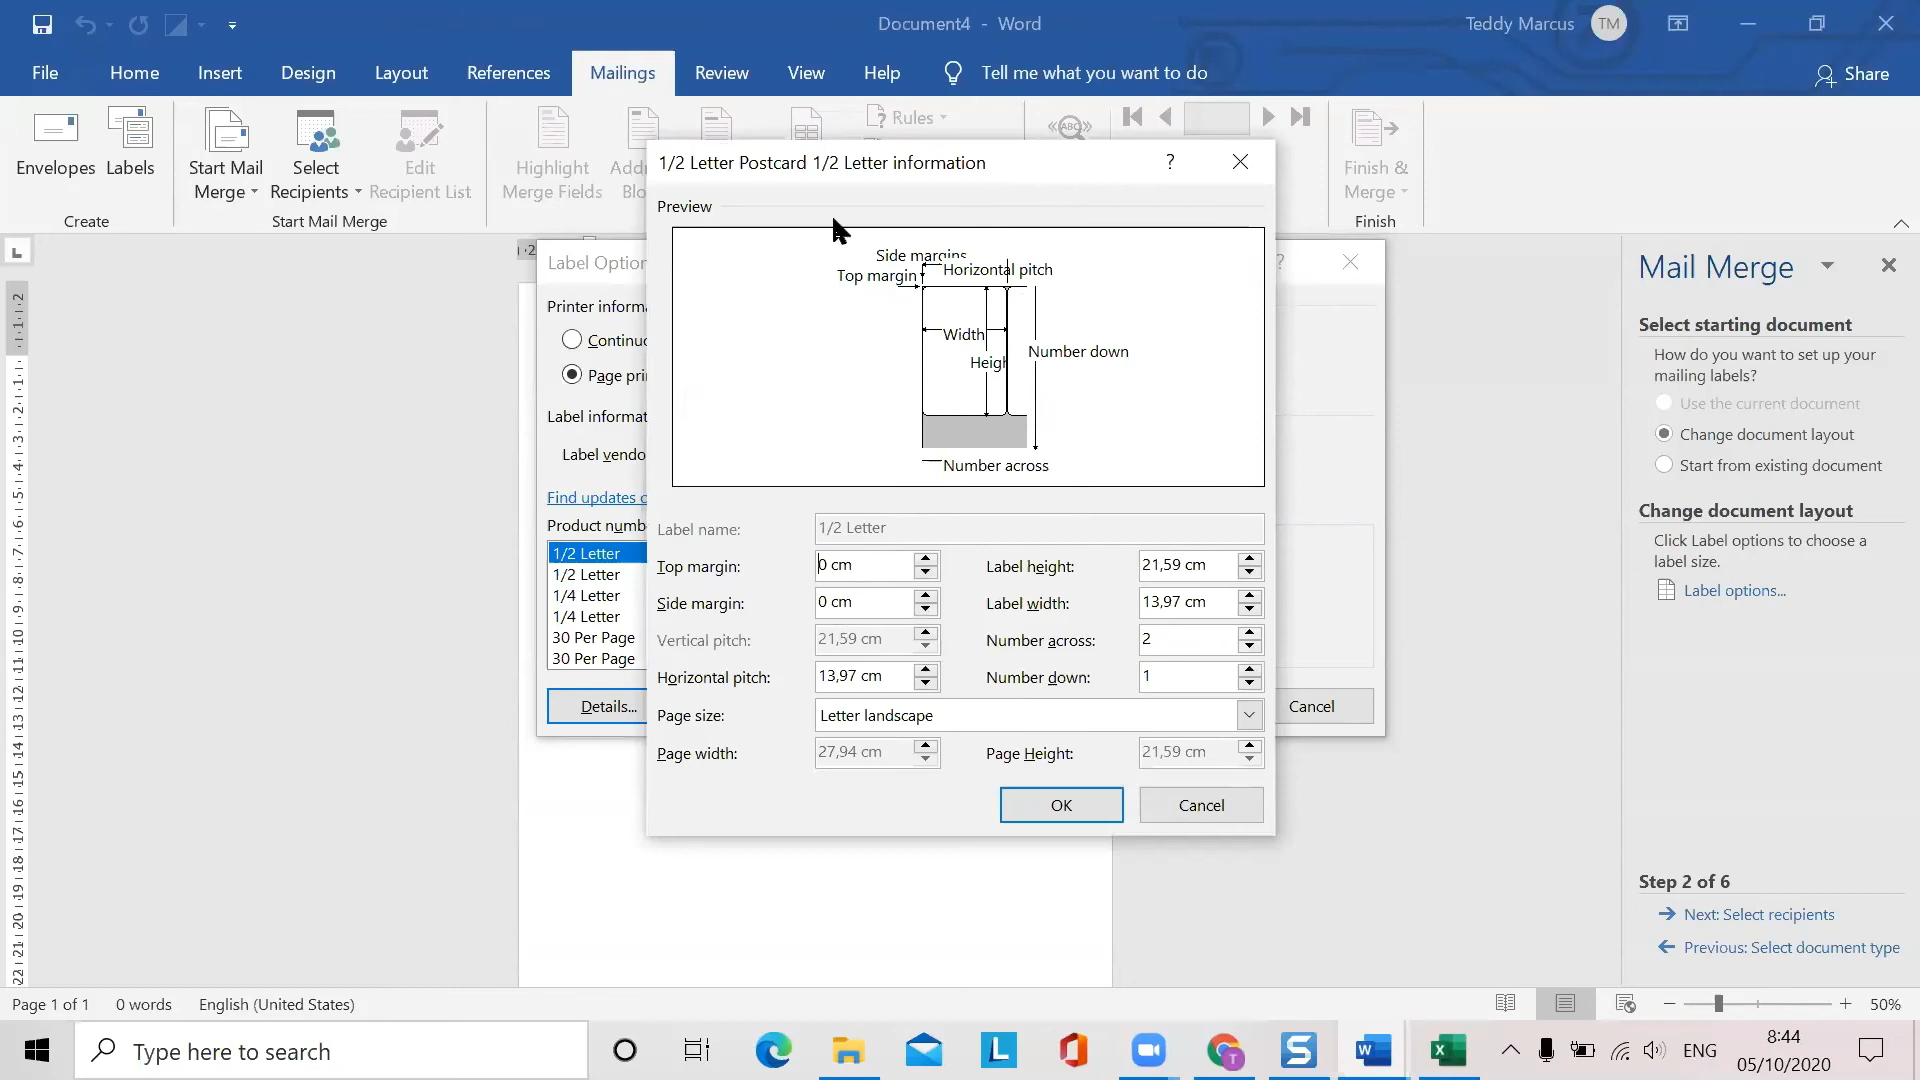 Document4 - Word
Teddy Marcus
TM
File
Home
Insert
Design
Layout
References
Mailings
Review
View
Help
Tell me what you want to do
Share
Envelopes
Labels
Start Mail
Merge
Select
Recipients
Edit
Recipient List
Highlight
Merge Fields
Rules
ABC
Finish &
Merge
Create
Start Mail Merge
Finish
1/2 Letter Postcard 1/2 Letter information
?
Preview
Side margins
Top margin
Horizontal pitch
Width
Heigh
Number down
Number across
Label name:
1/2 Letter
Top margin:
0 cm
Label height:
21,59 cm
Side margin:
0 cm
Label width:
13,97 cm
Vertical pitch:
21,59 cm
Number across:
2
Horizontal pitch:
13,97 cm
Number down:
1
Page size:
Letter landscape
Page width:
27,94 cm
Page Height:
21,59 cm
OK
Cancel
Label Option
?
Printer informa
Continuo
Page prin
Label informat
Label vendo
Find updates o
Product numb
1/2 Letter
1/2 Letter
1/4 Letter
1/4 Letter
30 Per Page
30 Per Page
Details...
Cancel
Mail Merge
Select starting document
How do you want to set up your
mailing labels?
Use the current document
Change document layout
Start from existing document
Change document layout
Click Label options to choose a
label size.
Label options...
Step 2 of 6
Next: Select recipients
Previous: Select document type
Page 1 of 1
0 words
English (United States)
50%
Type here to search
ENG
8:44
05/10/2020